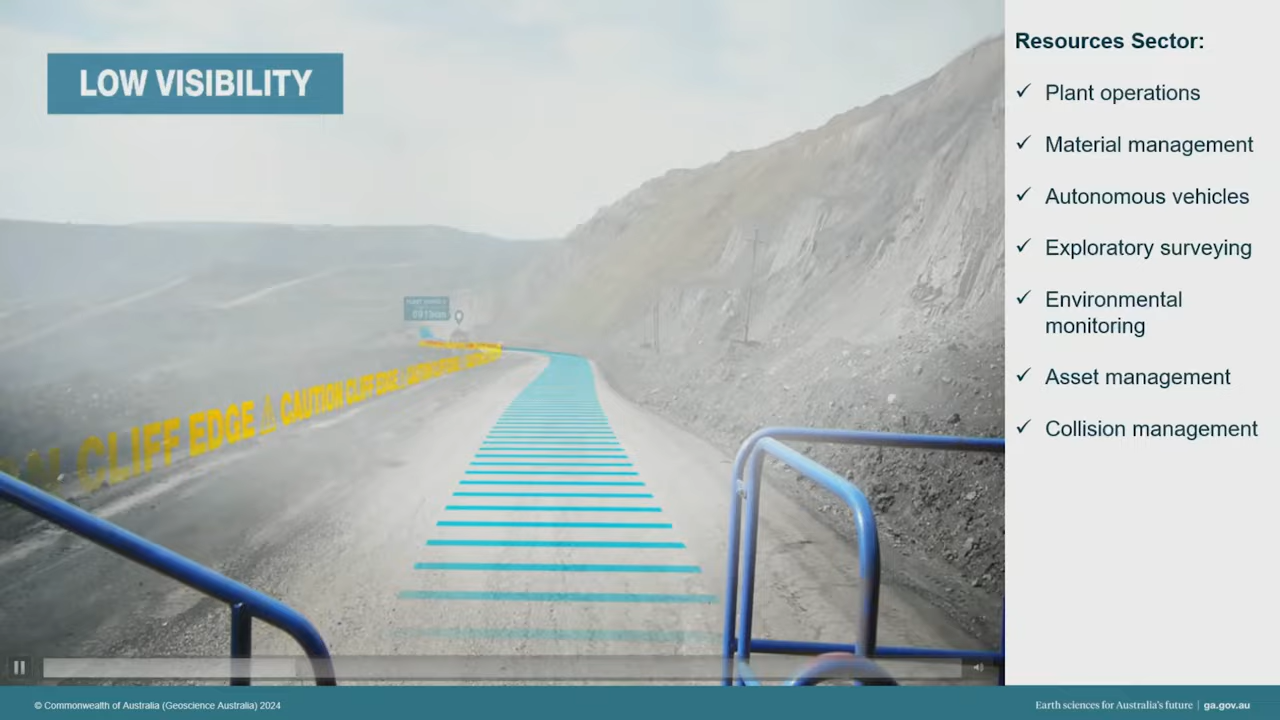 LOW VISIBILITY
CLIFF EDGE ⚠ CAUTION CLIFF EDGE
Resources Sector:
✓ Plant operations
✓ Material management
✓ Autonomous vehicles
✓ Exploratory surveying
✓ Environmental
monitoring
✓ Asset management
✓ Collision management
© Commonwealth of Australia (Geoscience Australia) 2024
Earth sciences for Australia's future | ga.gov.au